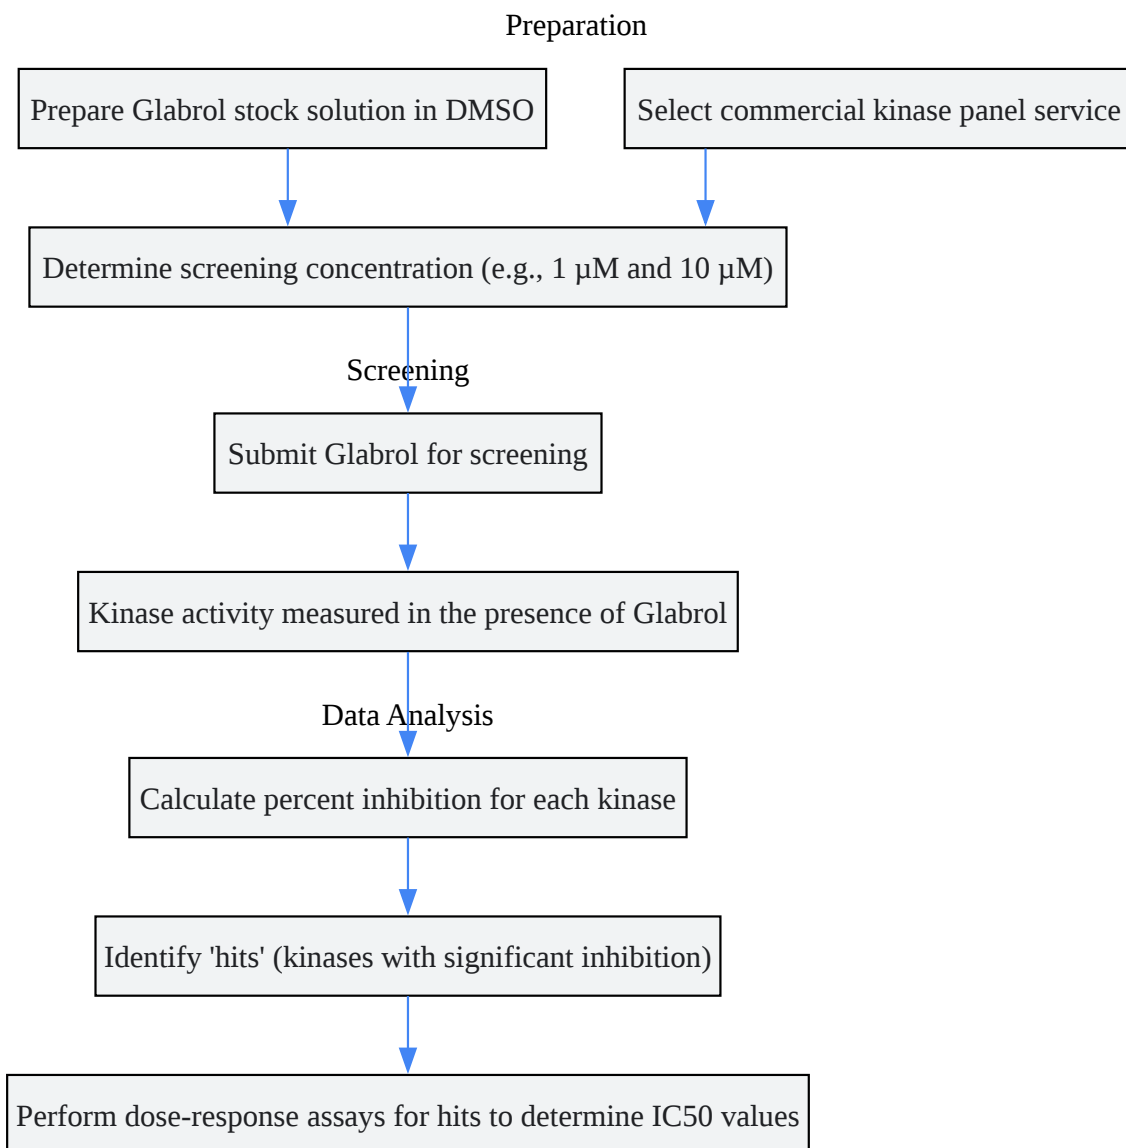 Preparation
Prepare Glabrol stock solution in DMSO
Select commercial kinase panel service
Determine screening concentration (e.g., 1 µM and 10 µM)
Screening
Submit Glabrol for screening
Kinase activity measured in the presence of Glabrol
Data Analysis
Calculate percent inhibition for each kinase
Identify 'hits' (kinases with significant inhibition)
Perform dose-response assays for hits to determine IC50 values